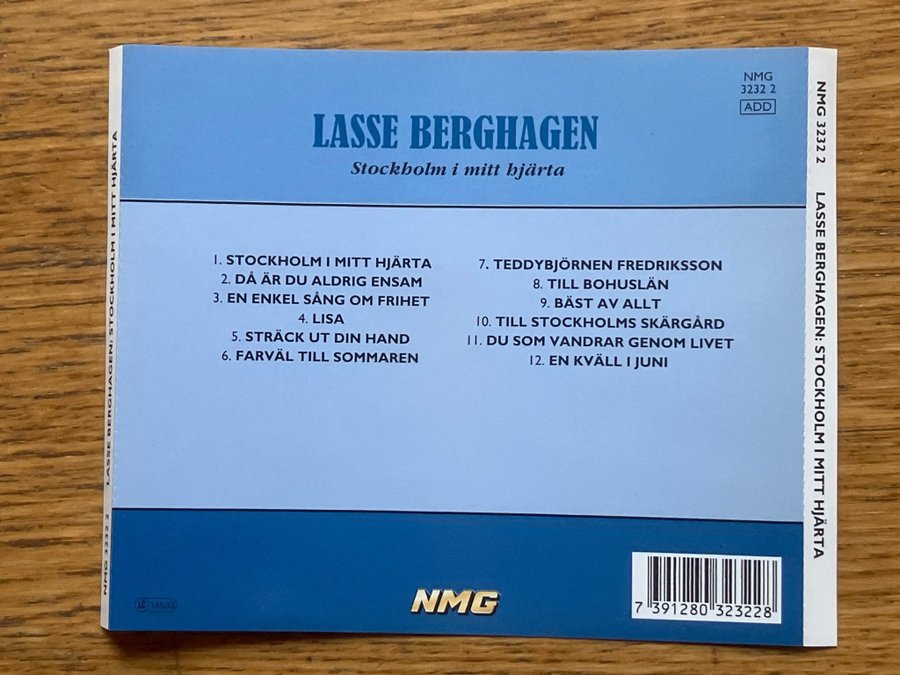 NMG
3232 2
ADD
LASSE BERGHAGEN
Stockholm i mitt hjärta
1. STOCKHOLM I MITT HJÄRTA
2. DÅ ÄR DU ALDRIG ENSAM
3. EN ENKEL SÅNG OM FRIHET
4. LISA
5. STRÄCK UT DIN HAND
6. FARVÄL TILL SOMMAREN
7. TEDDYBJÖRNEN FREDRIKSSON
8. TILL BOHUSLÄN
9. BÄST AV ALLT
10. TILL STOCKHOLMS SKÄRGÅRD
11. DU SOM VANDRAR GENOM LIVET
12. EN KVÄLL I JUNI
NMG
7 391280 323228
LC
NMG 3232 2 LASSE BERGHAGEN: STOCKHOLM I MITT HJÄRTA
NMG 3232 2 LASSE BERGHAGEN: STOCKHOLM I MITT HJÄRTA